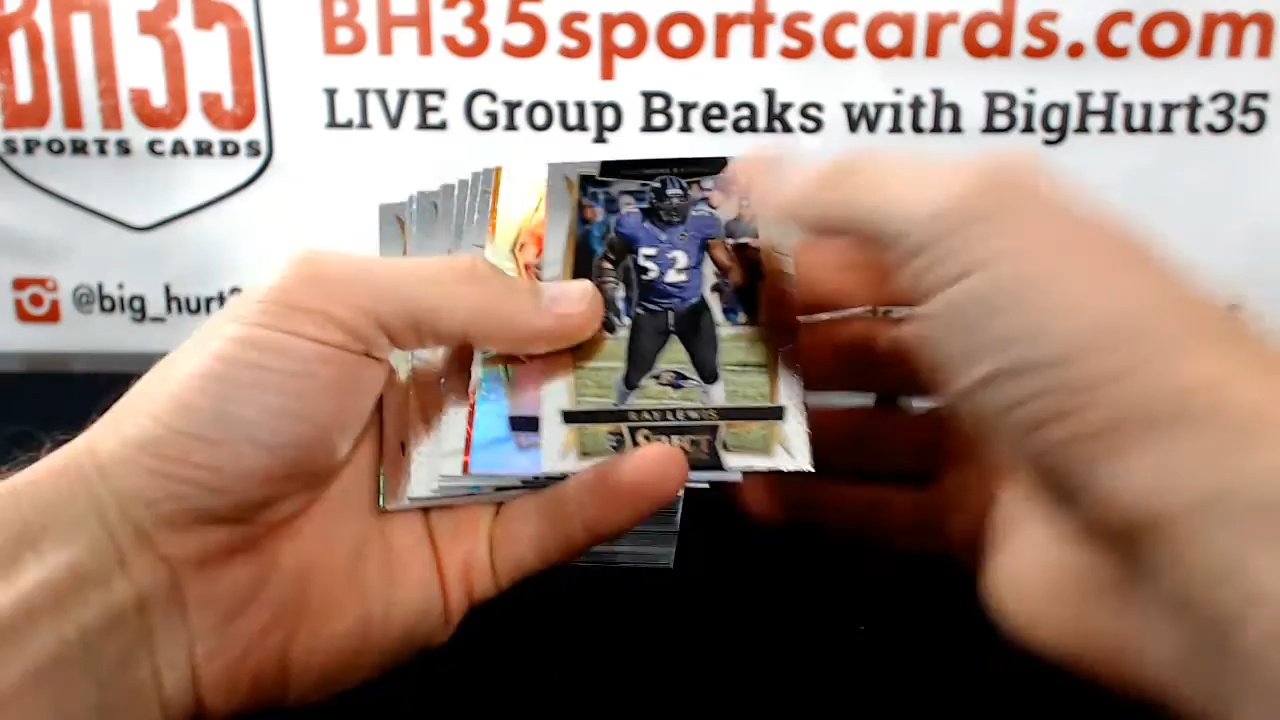 BH35
SPORTS CARDS
BH35sportscards.com
LIVE Group Breaks with BigHurt35
@big_hurt
52
RAY LEWIS
SELECT